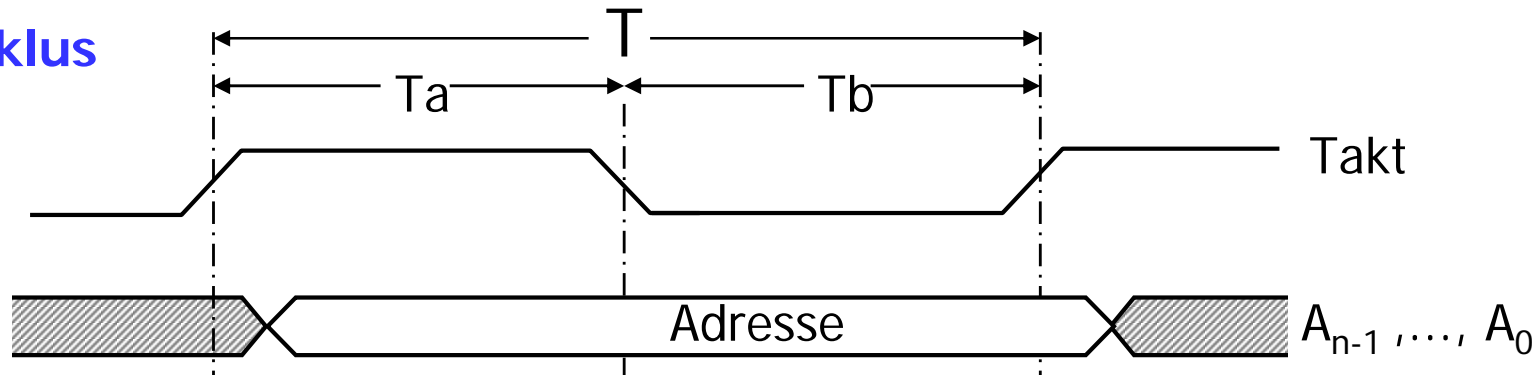 klus
T
Ta Tb
Takt
Adresse
Aₙ₋₁ ,..., A₀